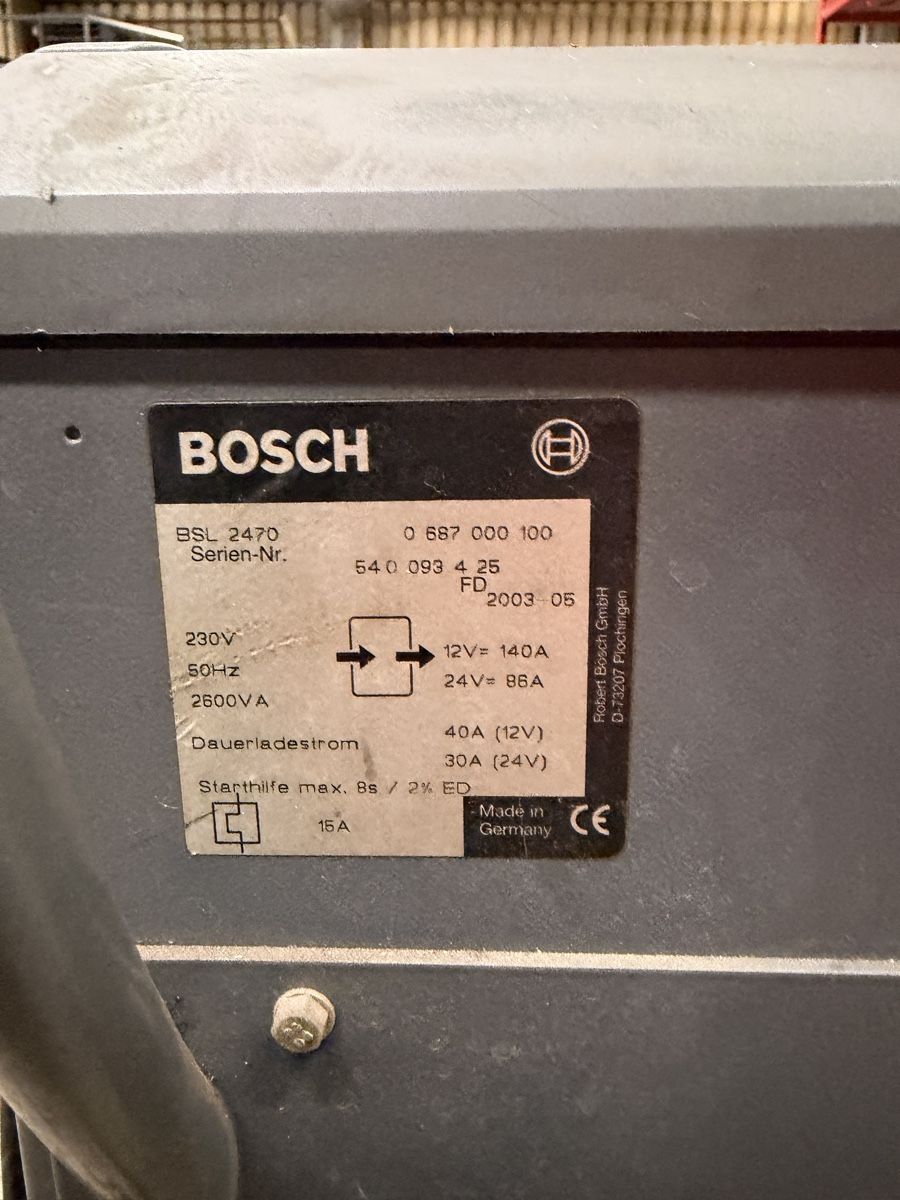 BOSCH
BSL 2470 0 687 000 100
Serien-Nr. 540 093 4 25
FD 2003-05
230V
50Hz
2600VA
12V= 140A
24V= 86A
Dauerladestrom 40A (12V)
30A (24V)
Starthilfe max. 8s / 2% ED
15A
Made in
Germany CE
Robert Bosch GmbH
D-73207 Plochingen